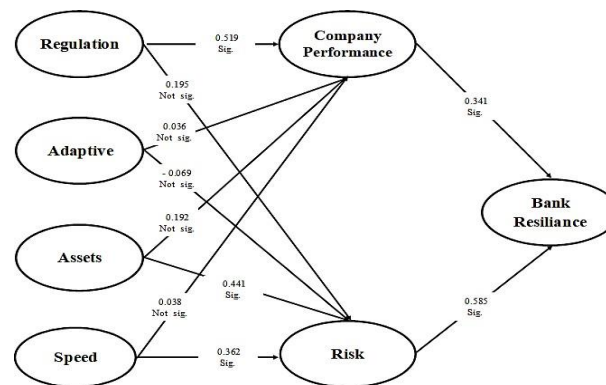 Regulation
0.519
Sig.
Company
Performance
0.195
Not sig.
0.341
Sig.
Adaptive
0.036
Not sig.
- 0.069
Not sig.
Bank
Resiliance
0.192
Not sig.
Assets
0.441
Sig.
0.585
Sig.
0.038
Not sig.
Speed
0.362
Sig.
Risk